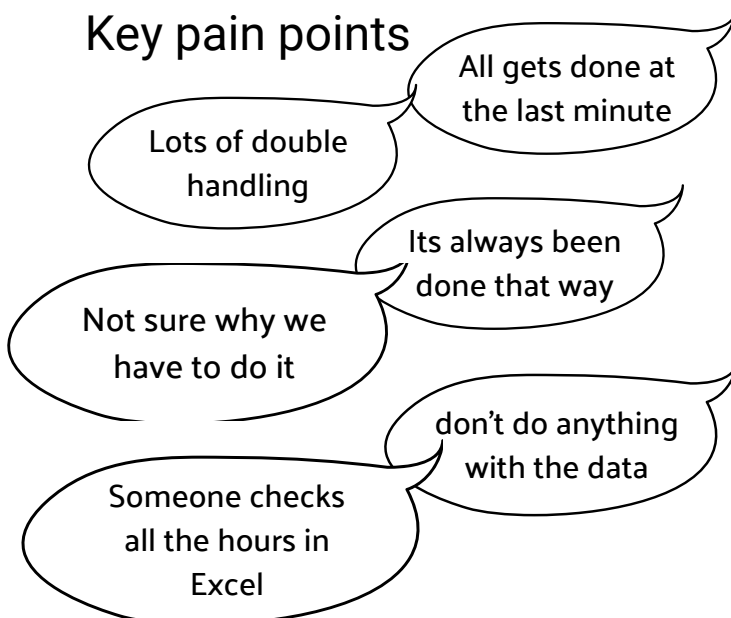 Key pain points
All gets done at
the last minute
Lots of double
handling
Its always been
done that way
Not sure why we
have to do it
don't do anything
with the data
Someone checks
all the hours in
Excel